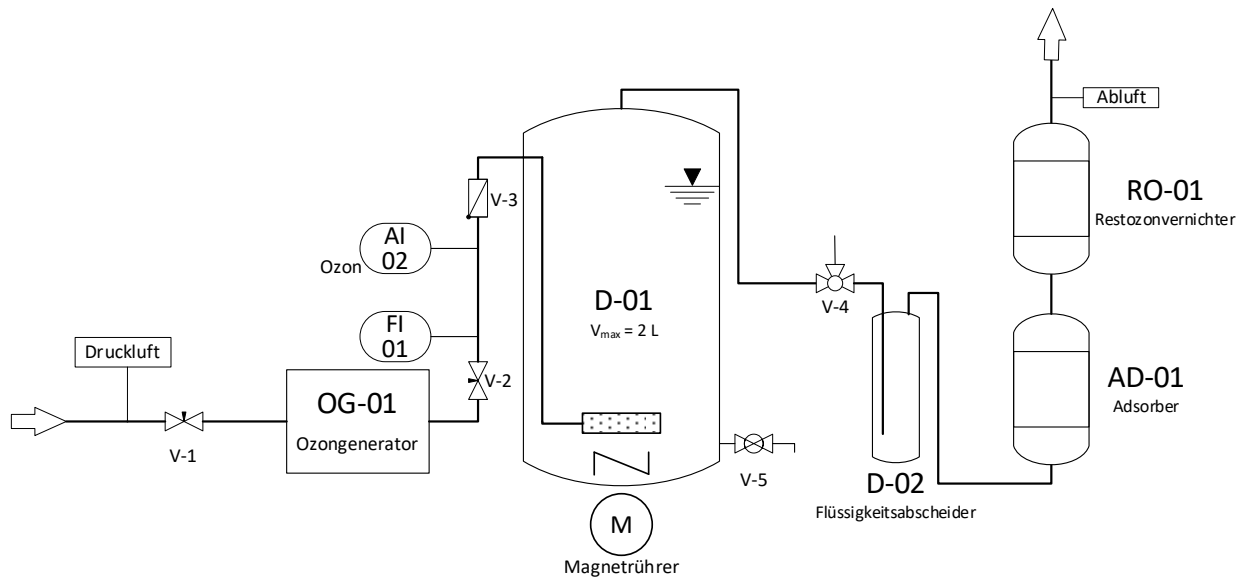 Abluft
RO-01
Restozonvernichter
V-3
AI
02
Ozon
D-01
Vmax = 2 L
V-4
FI
01
Druckluft
V-2
OG-01
Ozongenerator
V-1
AD-01
Adsorber
V-5
D-02
Flüssigkeitsabscheider
M
Magnetrührer